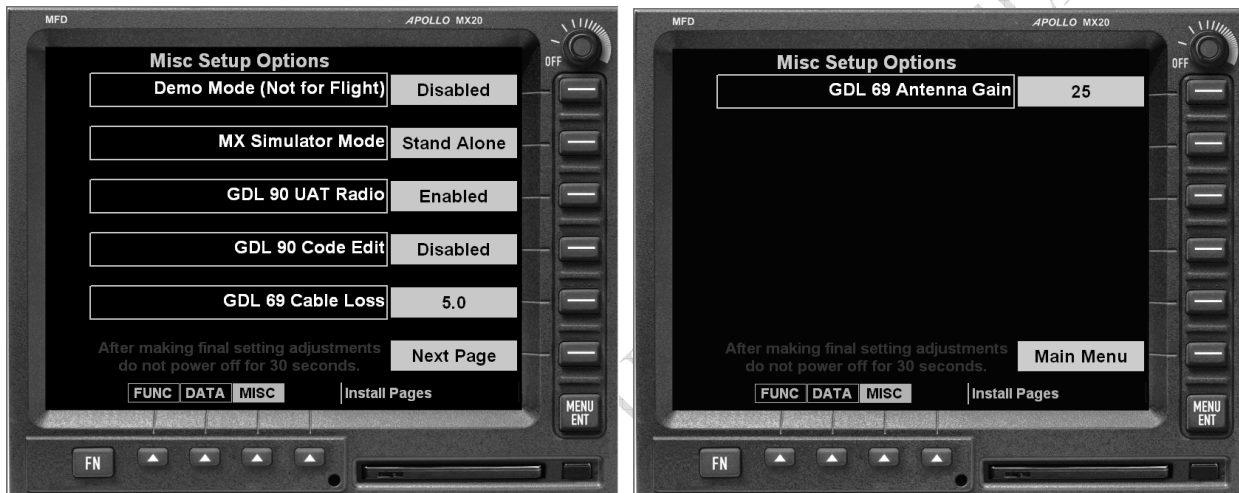 MFD
APOLLO MX20
OFF
Misc Setup Options
Demo Mode (Not for Flight) Disabled
MX Simulator Mode Stand Alone
GDL 90 UAT Radio Enabled
GDL 90 Code Edit Disabled
GDL 69 Cable Loss 5.0
After making final setting adjustments
do not power off for 30 seconds.
Next Page
FUNC DATA MISC Install Pages
MENU
ENT
FN
MFD
APOLLO MX20
OFF
Misc Setup Options
GDL 69 Antenna Gain 25
After making final setting adjustments
do not power off for 30 seconds.
Main Menu
FUNC DATA MISC Install Pages
MENU
ENT
FN